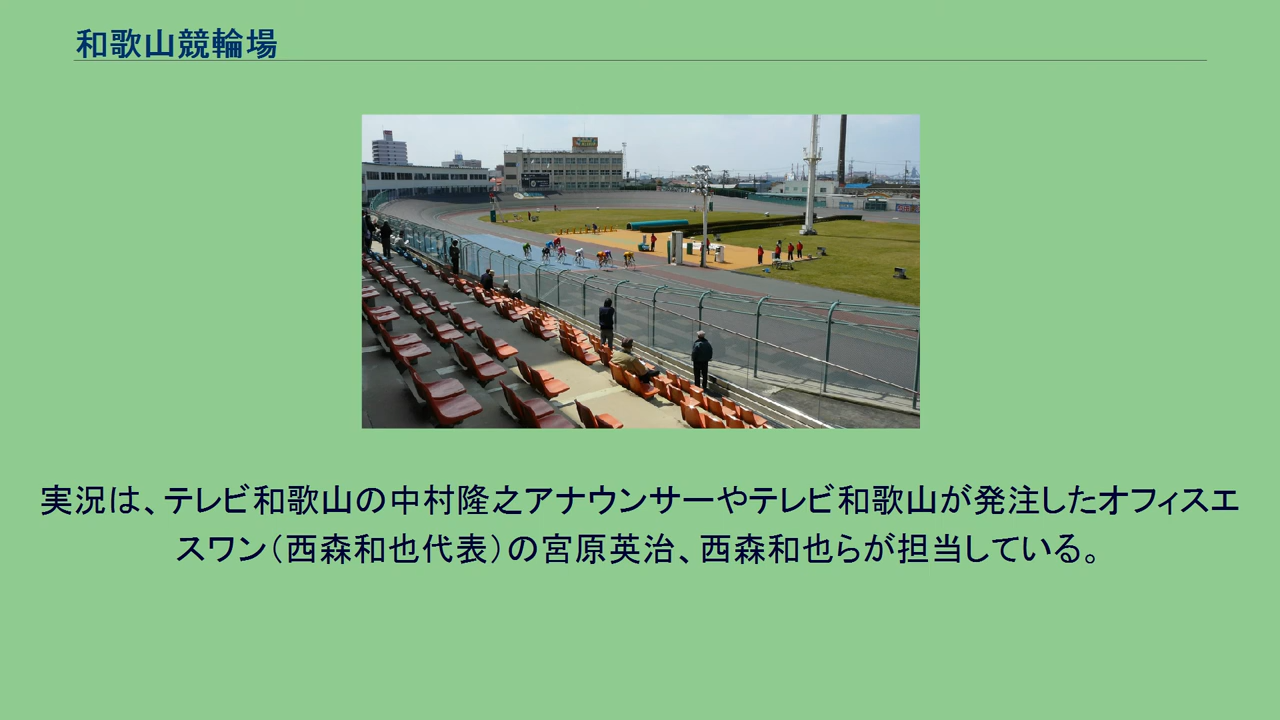 和歌山競輪場
実況は、テレビ和歌山の中村隆之アナウンサーやテレビ和歌山が発注したオフィスエ
スワン（西森和也代表）の宮原英治、西森和也らが担当している。